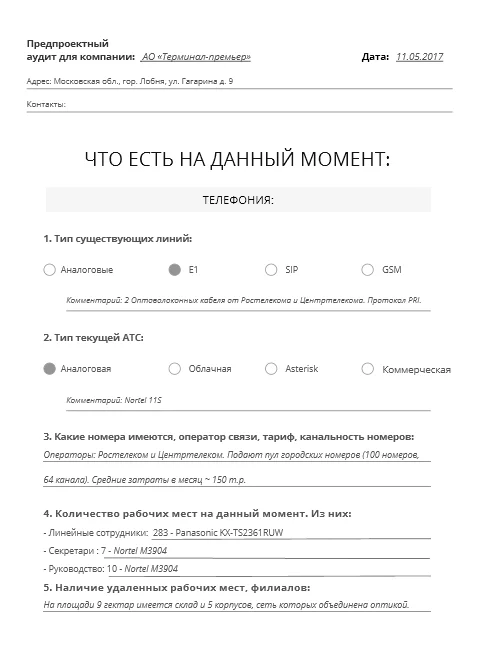 Предпроектный
аудит для компании: АО «Терминал-премьер» Дата: 11.05.2017
Адрес: Московская обл., гор. Лобня, ул. Гагарина д. 9
Контакты:
ЧТО ЕСТЬ НА ДАННЫЙ МОМЕНТ:
ТЕЛЕФОНИЯ:
1. Тип существующих линий:
Аналоговые E1 SIP GSM
Комментарий: 2 Оптоволоконных кабеля от Ростелекома и Центртелекома. Протокол PRI.
2. Тип текущей АТС:
Аналоговая Облачная Asterisk Коммерческая
Комментарий: Nortel 11S
3. Какие номера имеются, оператор связи, тариф, канальность номеров:
Операторы: Ростелеком и Центртелеком. Подают пул городских номеров (100 номеров,
64 канала). Средние затраты в месяц ~ 150 т.р.
4. Количество рабочих мест на данный момент. Из них:
- Линейные сотрудники: 283 - Panasonic KX-TS2361RUW
- Секретари : 7 - Nortel M3904
- Руководство: 10 - Nortel M3904
5. Наличие удаленных рабочих мест, филиалов:
На площади 9 гектар имеется склад и 5 корпусов, сеть которых объединена оптикой.